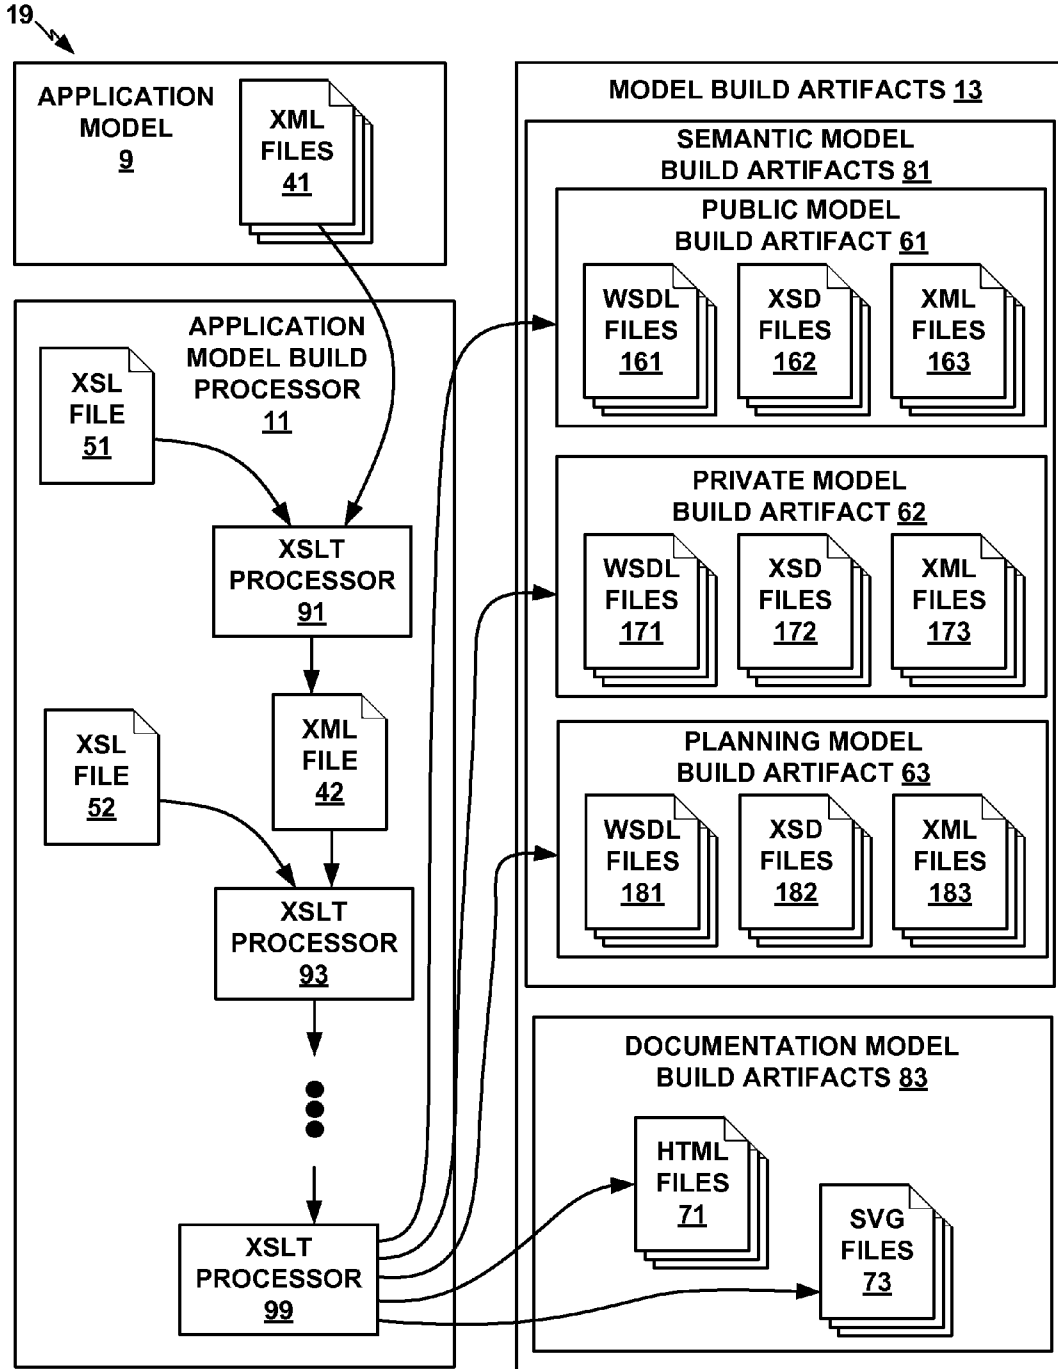 19
APPLICATION
MODEL
9
XML
FILES
41
APPLICATION
MODEL BUILD
PROCESSOR
11
XSL
FILE
51
XSLT
PROCESSOR
91
XSL
FILE
52
XML
FILE
42
XSLT
PROCESSOR
93
XSLT
PROCESSOR
99
MODEL BUILD ARTIFACTS 13
SEMANTIC MODEL
BUILD ARTIFACTS 81
PUBLIC MODEL
BUILD ARTIFACT 61
WSDL
FILES
161
XSD
FILES
162
XML
FILES
163
PRIVATE MODEL
BUILD ARTIFACT 62
WSDL
FILES
171
XSD
FILES
172
XML
FILES
173
PLANNING MODEL
BUILD ARTIFACT 63
WSDL
FILES
181
XSD
FILES
182
XML
FILES
183
DOCUMENTATION MODEL
BUILD ARTIFACTS 83
HTML
FILES
71
SVG
FILES
73